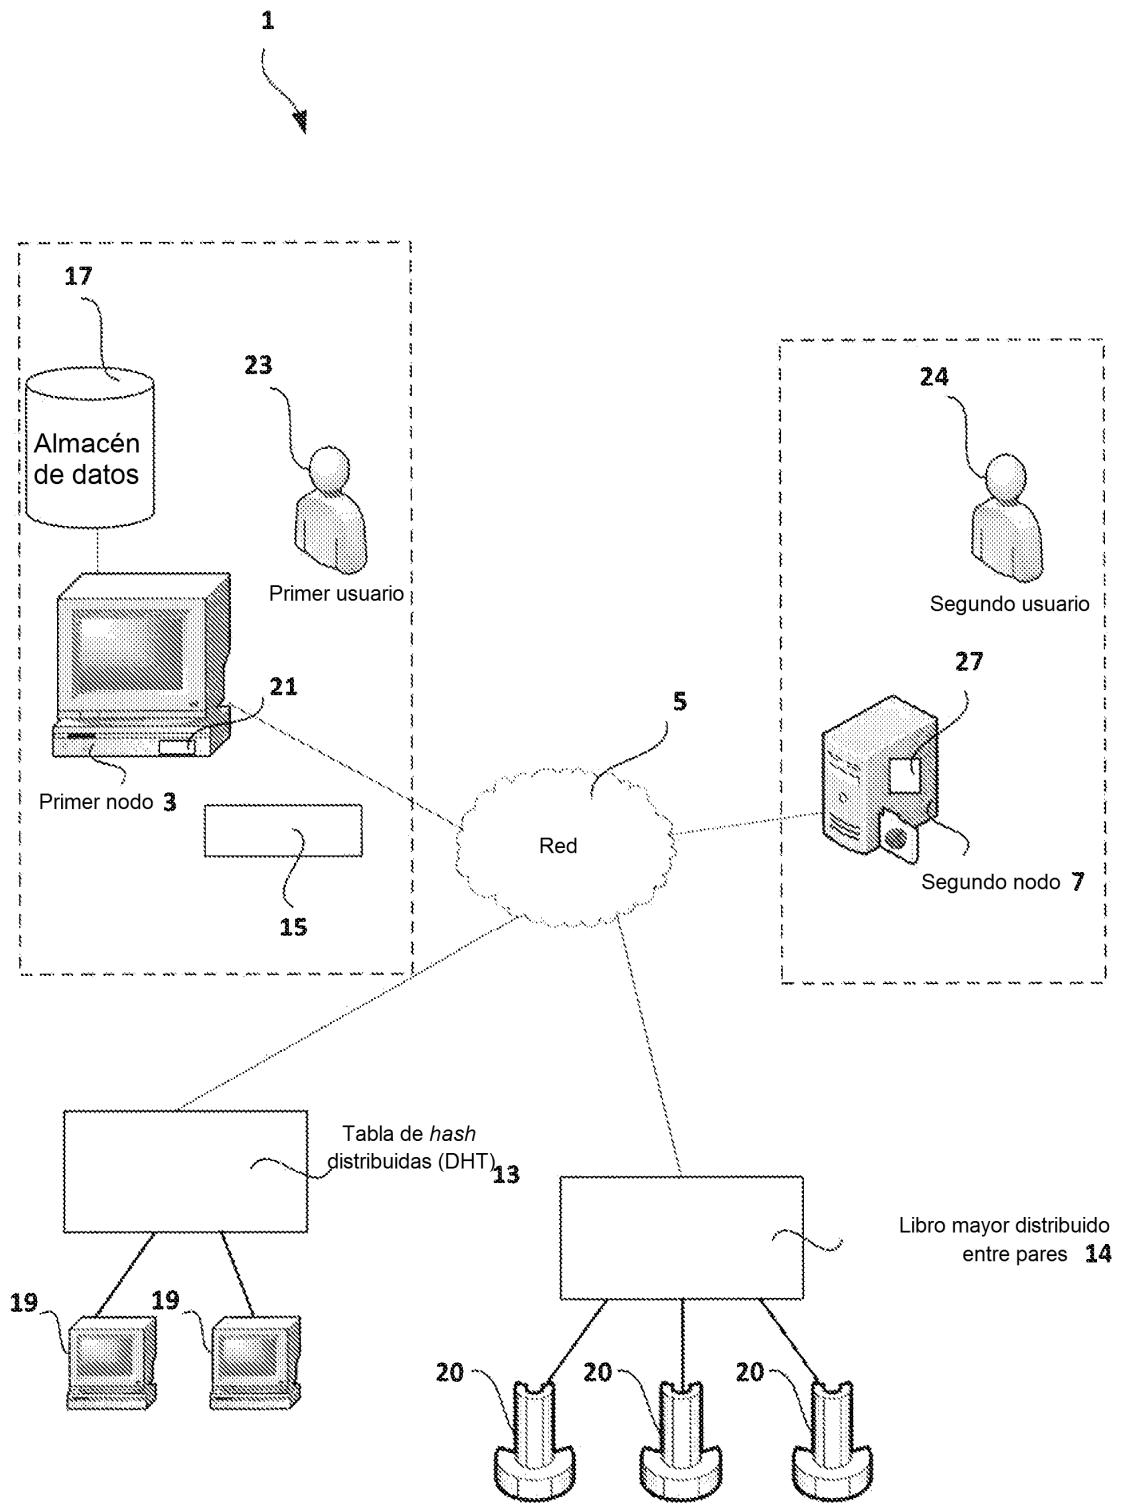 1
17
23
24
Almacén
de datos
Primer usuario
Segundo usuario
27
21
5
Primer nodo 3
Red
Segundo nodo 7
15
Tabla de hash
distribuidas (DHT) 13
Libro mayor distribuido
entre pares 14
19
19
20
20
20